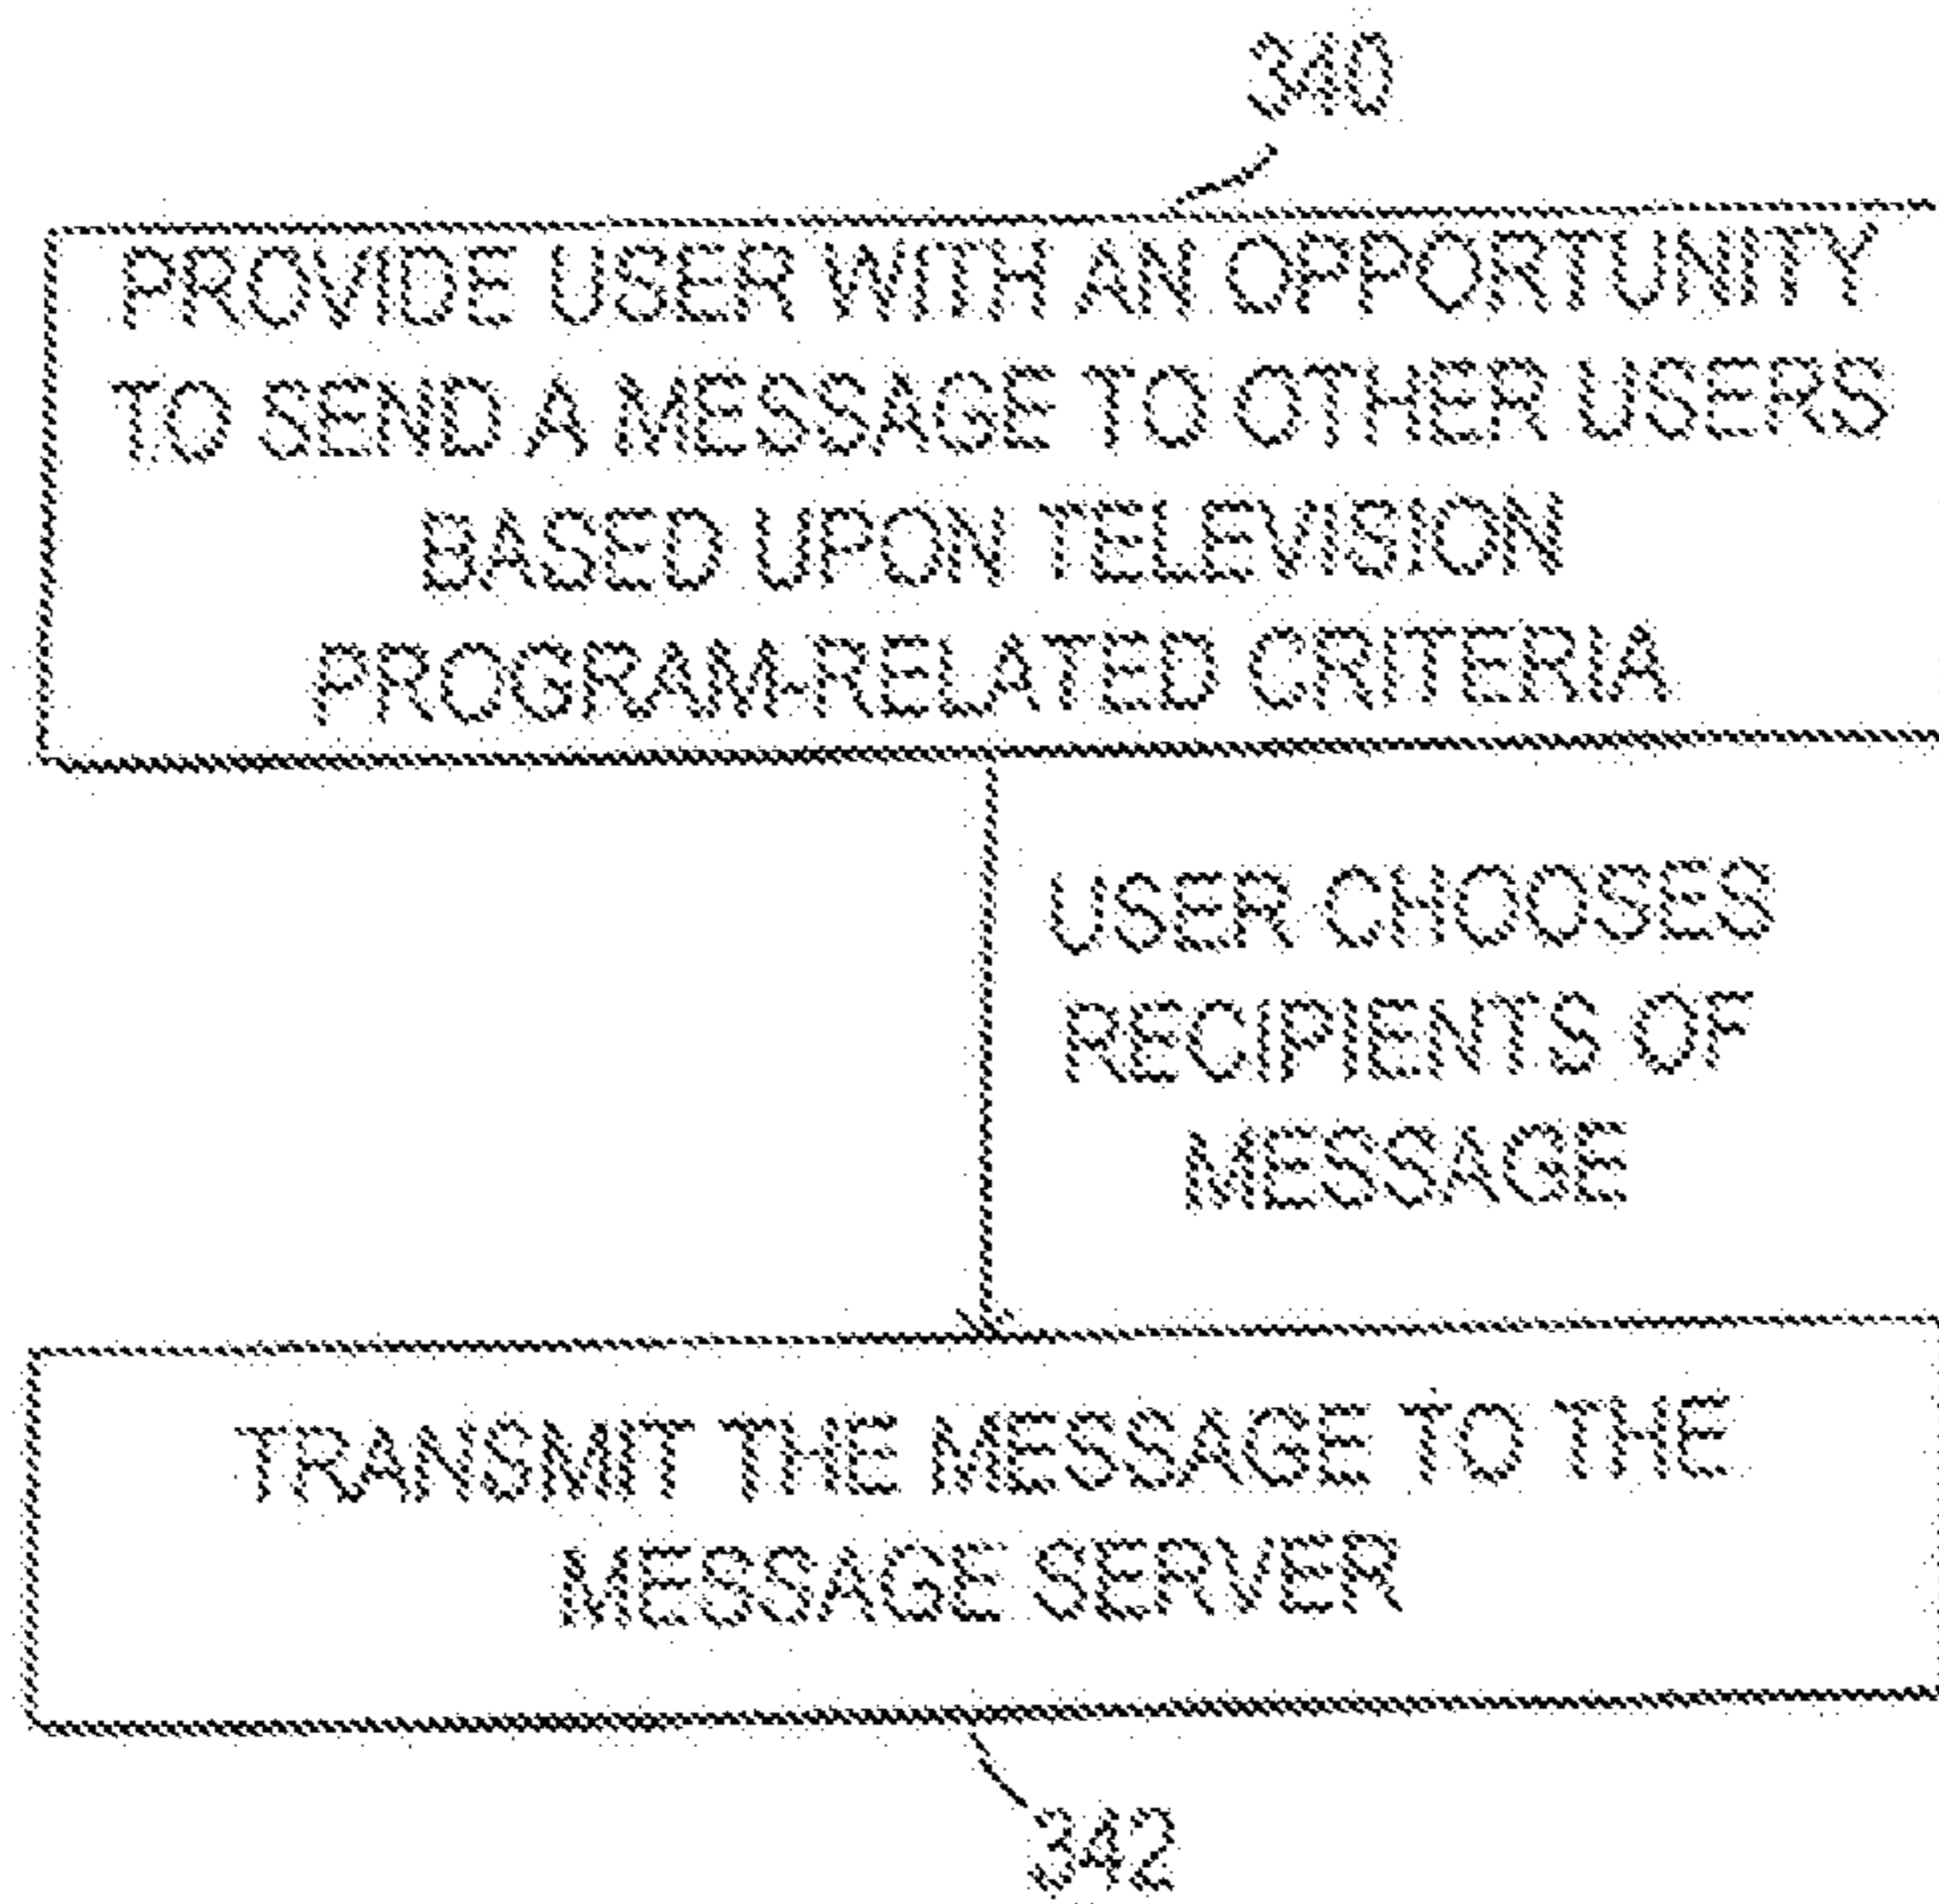 340
PROVIDE USER WITH AN OPPORTUNITY
TO SEND A MESSAGE TO OTHER USERS
BASED UPON TELEVISION
PROGRAM-RELATED CRITERIA
USER CHOOSES
RECIPIENTS OF
MESSAGE
TRANSMIT THE MESSAGE TO THE
MESSAGE SERVER
342